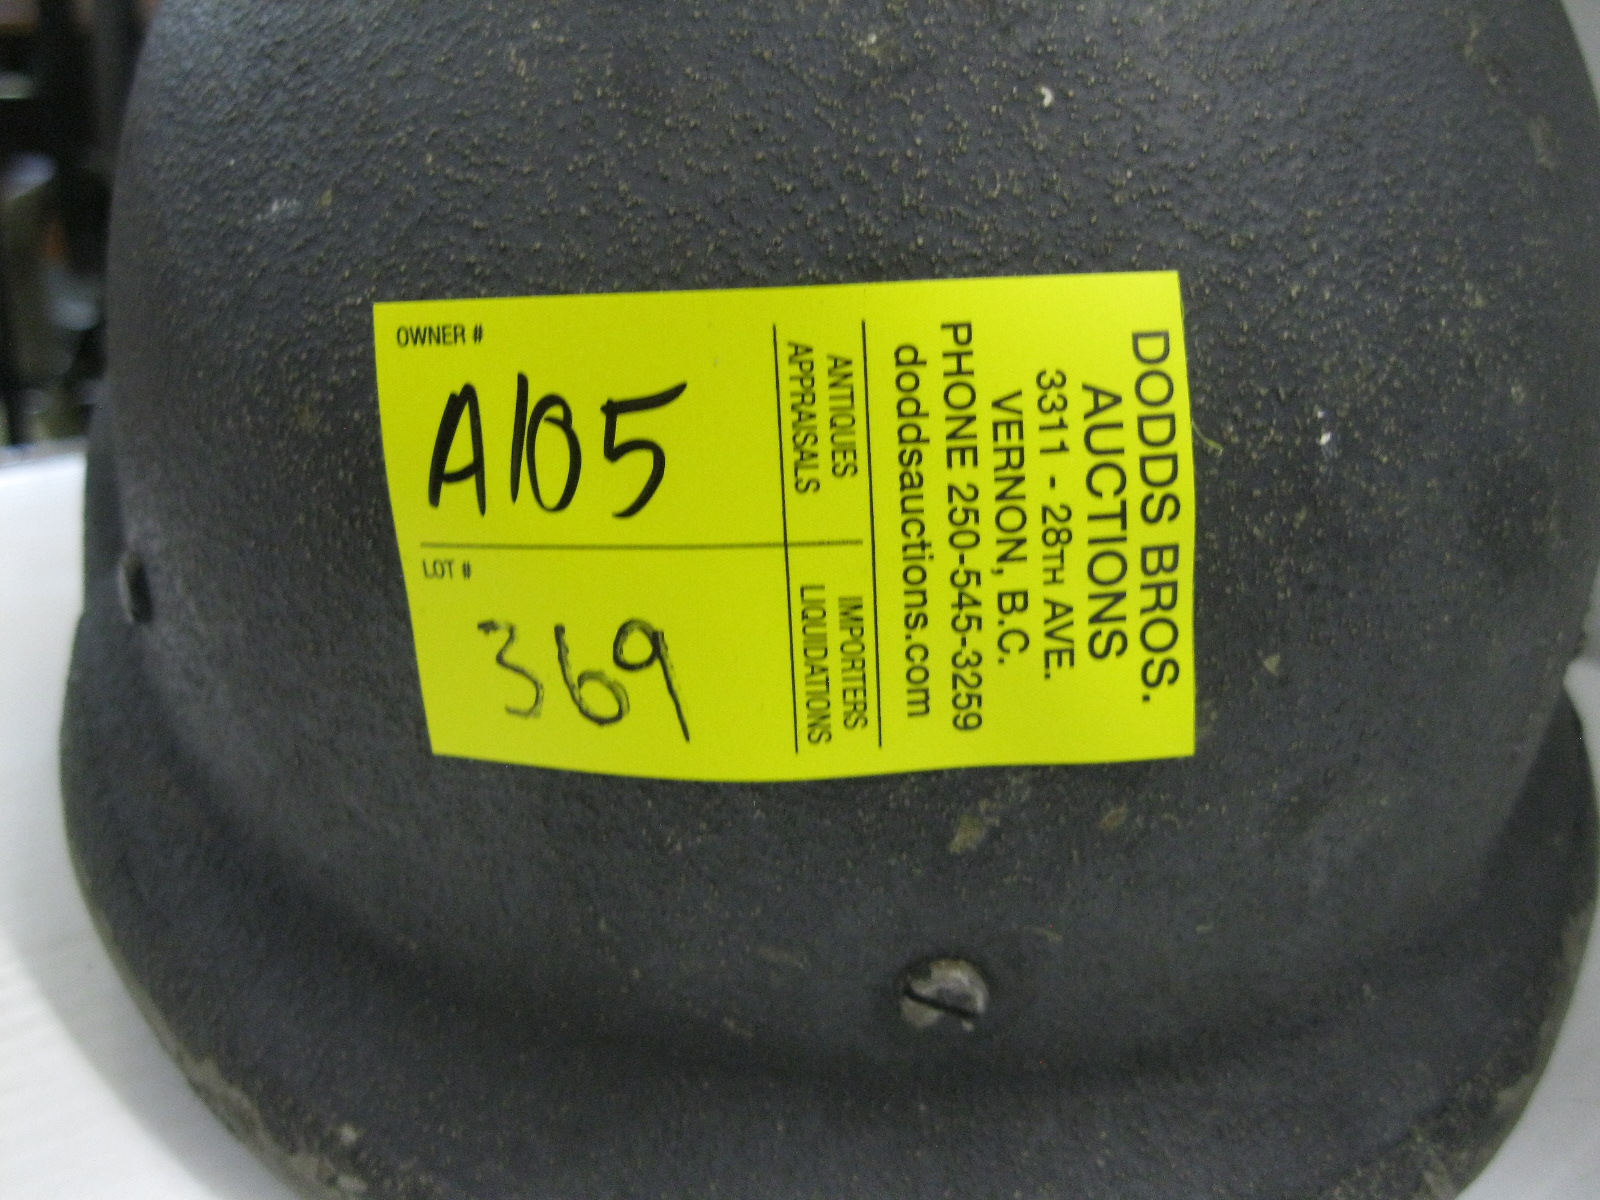 DODDS BROS.
AUCTIONS
3311 - 28TH AVE.
VERNON, B.C.
PHONE 250-545-3259
doddsauctions.com
ANTIQUES IMPORTERS
APPRAISALS LIQUIDATIONS
OWNER #
A105
LOT #
369